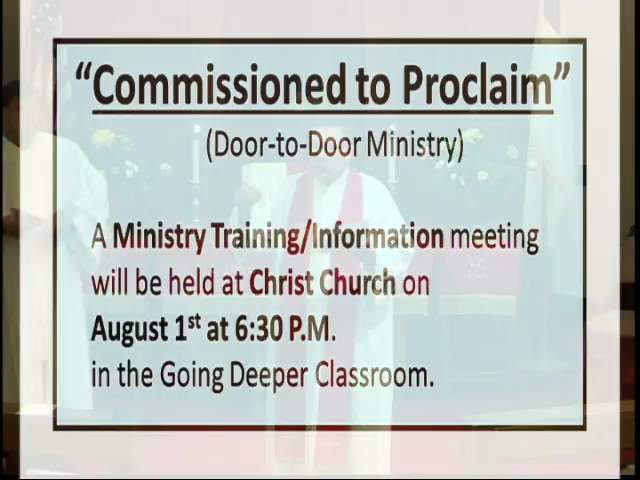 “Commissioned to Proclaim”
(Door-to-Door Ministry)
A Ministry Training/Information meeting
will be held at Christ Church on
August 1st at 6:30 P.M.
in the Going Deeper Classroom.